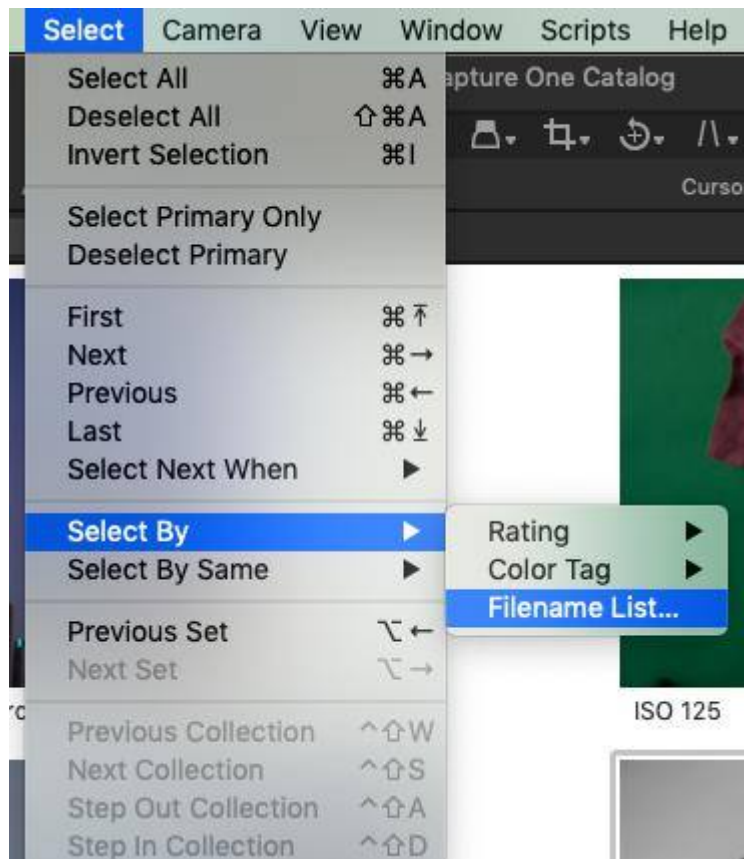 Select Camera View Window Scripts Help
Select All ⌘A
apture One Catalog
Deselect All ⇧⌘A
Invert Selection ⌘I
Curso
Select Primary Only
Deselect Primary
First ⌘⤒
Next ⌘→
Previous ⌘←
Last ⌘⤓
Select Next When ▶
Select By ▶
Rating ▶
Select By Same ▶
Color Tag ▶
Filename List...
Previous Set ⌥←
Next Set ⌥→
ISO 125
Previous Collection ^⇧W
Next Collection ^⇧S
Step Out Collection ^⇧A
Step In Collection ^⇧D